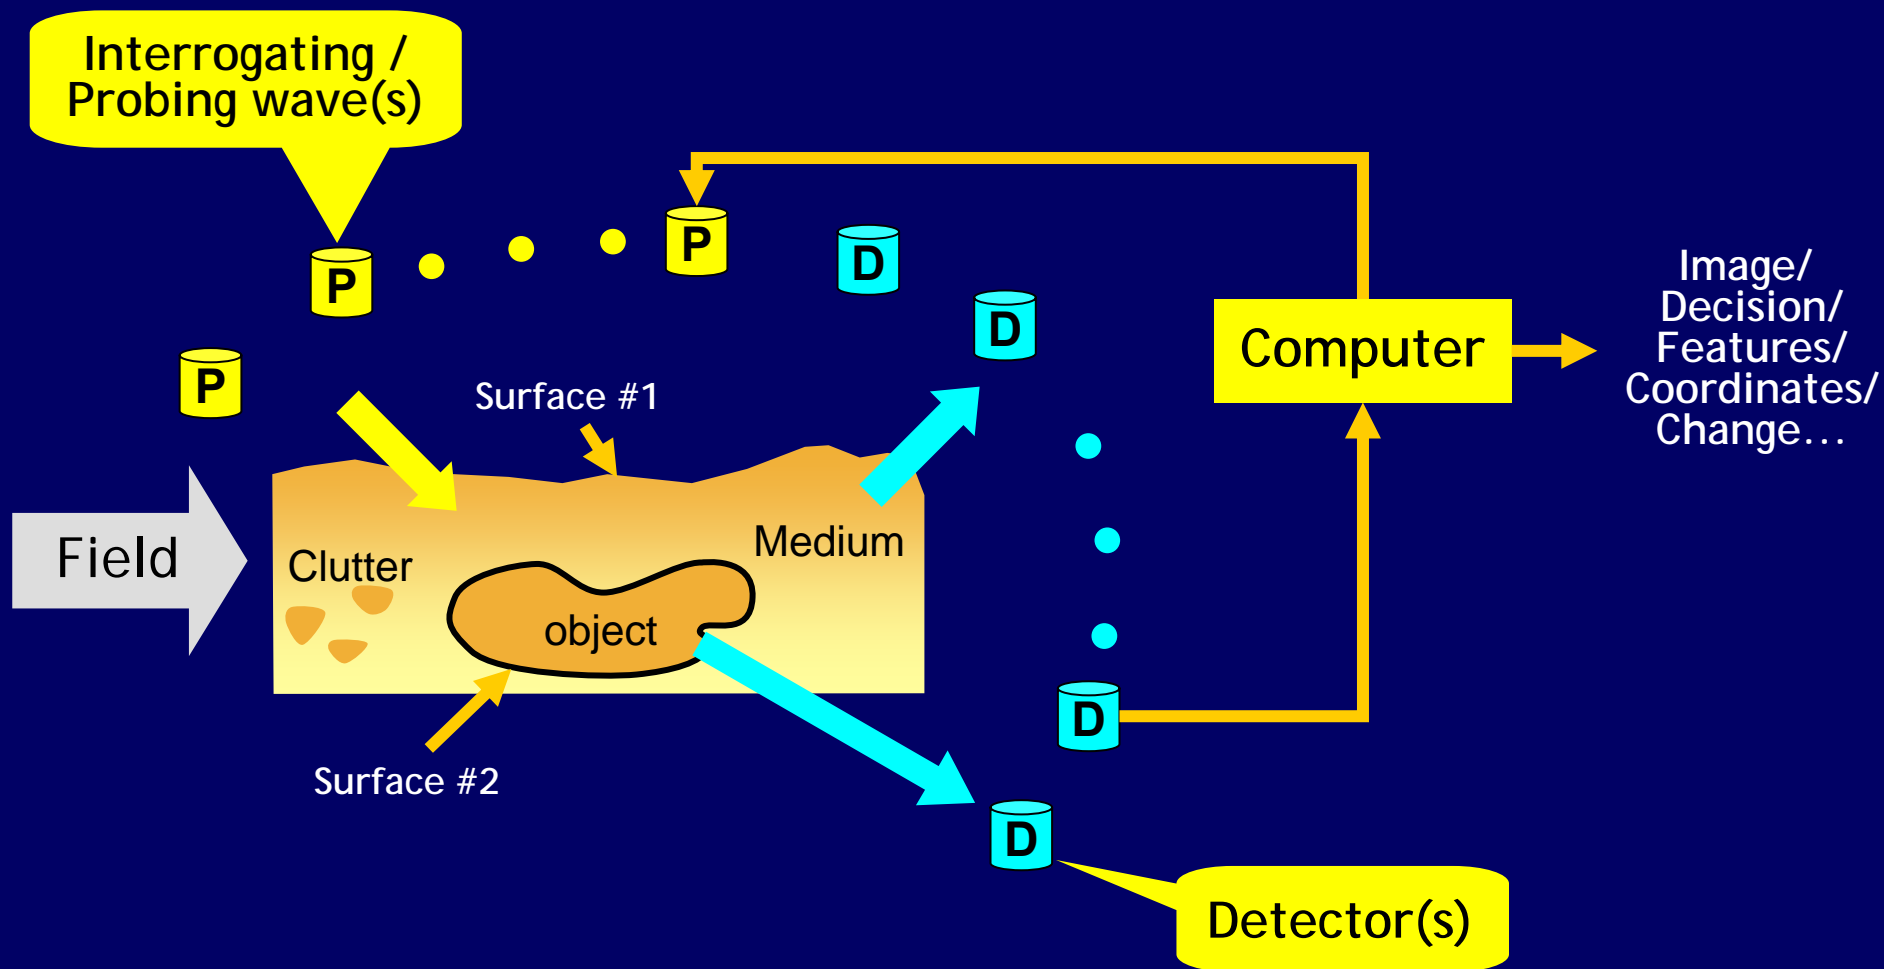 Interrogating /
Probing wave(s)
P
P
P
D
D
Surface #1
Computer
Image/
Decision/
Features/
Coordinates/
Change...
Field
Clutter
Medium
object
Surface #2
D
D
Detector(s)